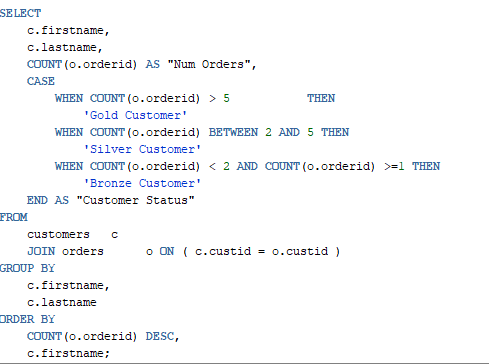 SELECT
c.firstname,
c.lastname,
COUNT(o.orderid) AS "Num Orders",
CASE
WHEN COUNT(o.orderid) > 5 THEN
'Gold Customer'
WHEN COUNT(o.orderid) BETWEEN 2 AND 5 THEN
'Silver Customer'
WHEN COUNT(o.orderid) < 2 AND COUNT(o.orderid) >=1 THEN
'Bronze Customer'
END AS "Customer Status"
FROM
customers c
JOIN orders o ON ( c.custid = o.custid )
GROUP BY
c.firstname,
c.lastname
ORDER BY
COUNT(o.orderid) DESC,
c.firstname;